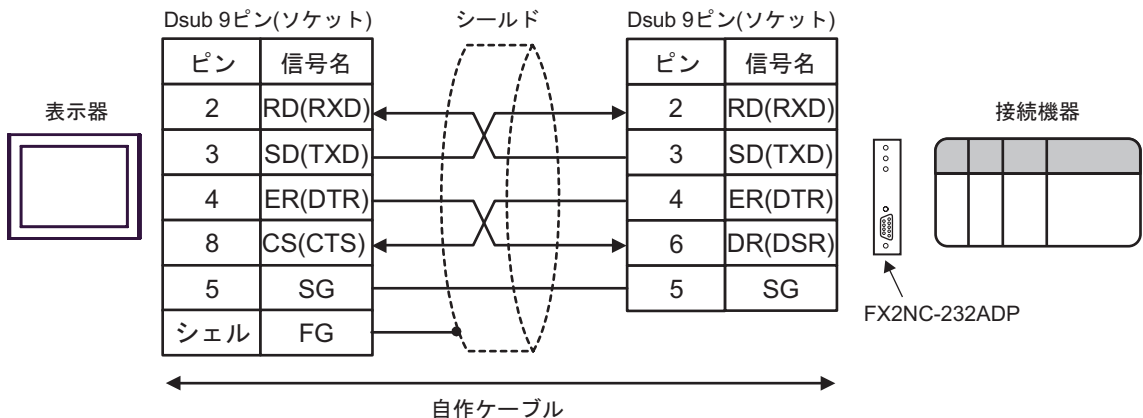 Dsub 9ピン(ソケット) シールド Dsub 9ピン(ソケット)
ピン 信号名 ピン 信号名
表示器 2 RD(RXD) 2 RD(RXD) 接続機器
3 SD(TXD) 3 SD(TXD)
4 ER(DTR) 4 ER(DTR)
8 CS(CTS) 6 DR(DSR)
5 SG 5 SG
FX2NC-232ADP
シェル FG
自作ケーブル